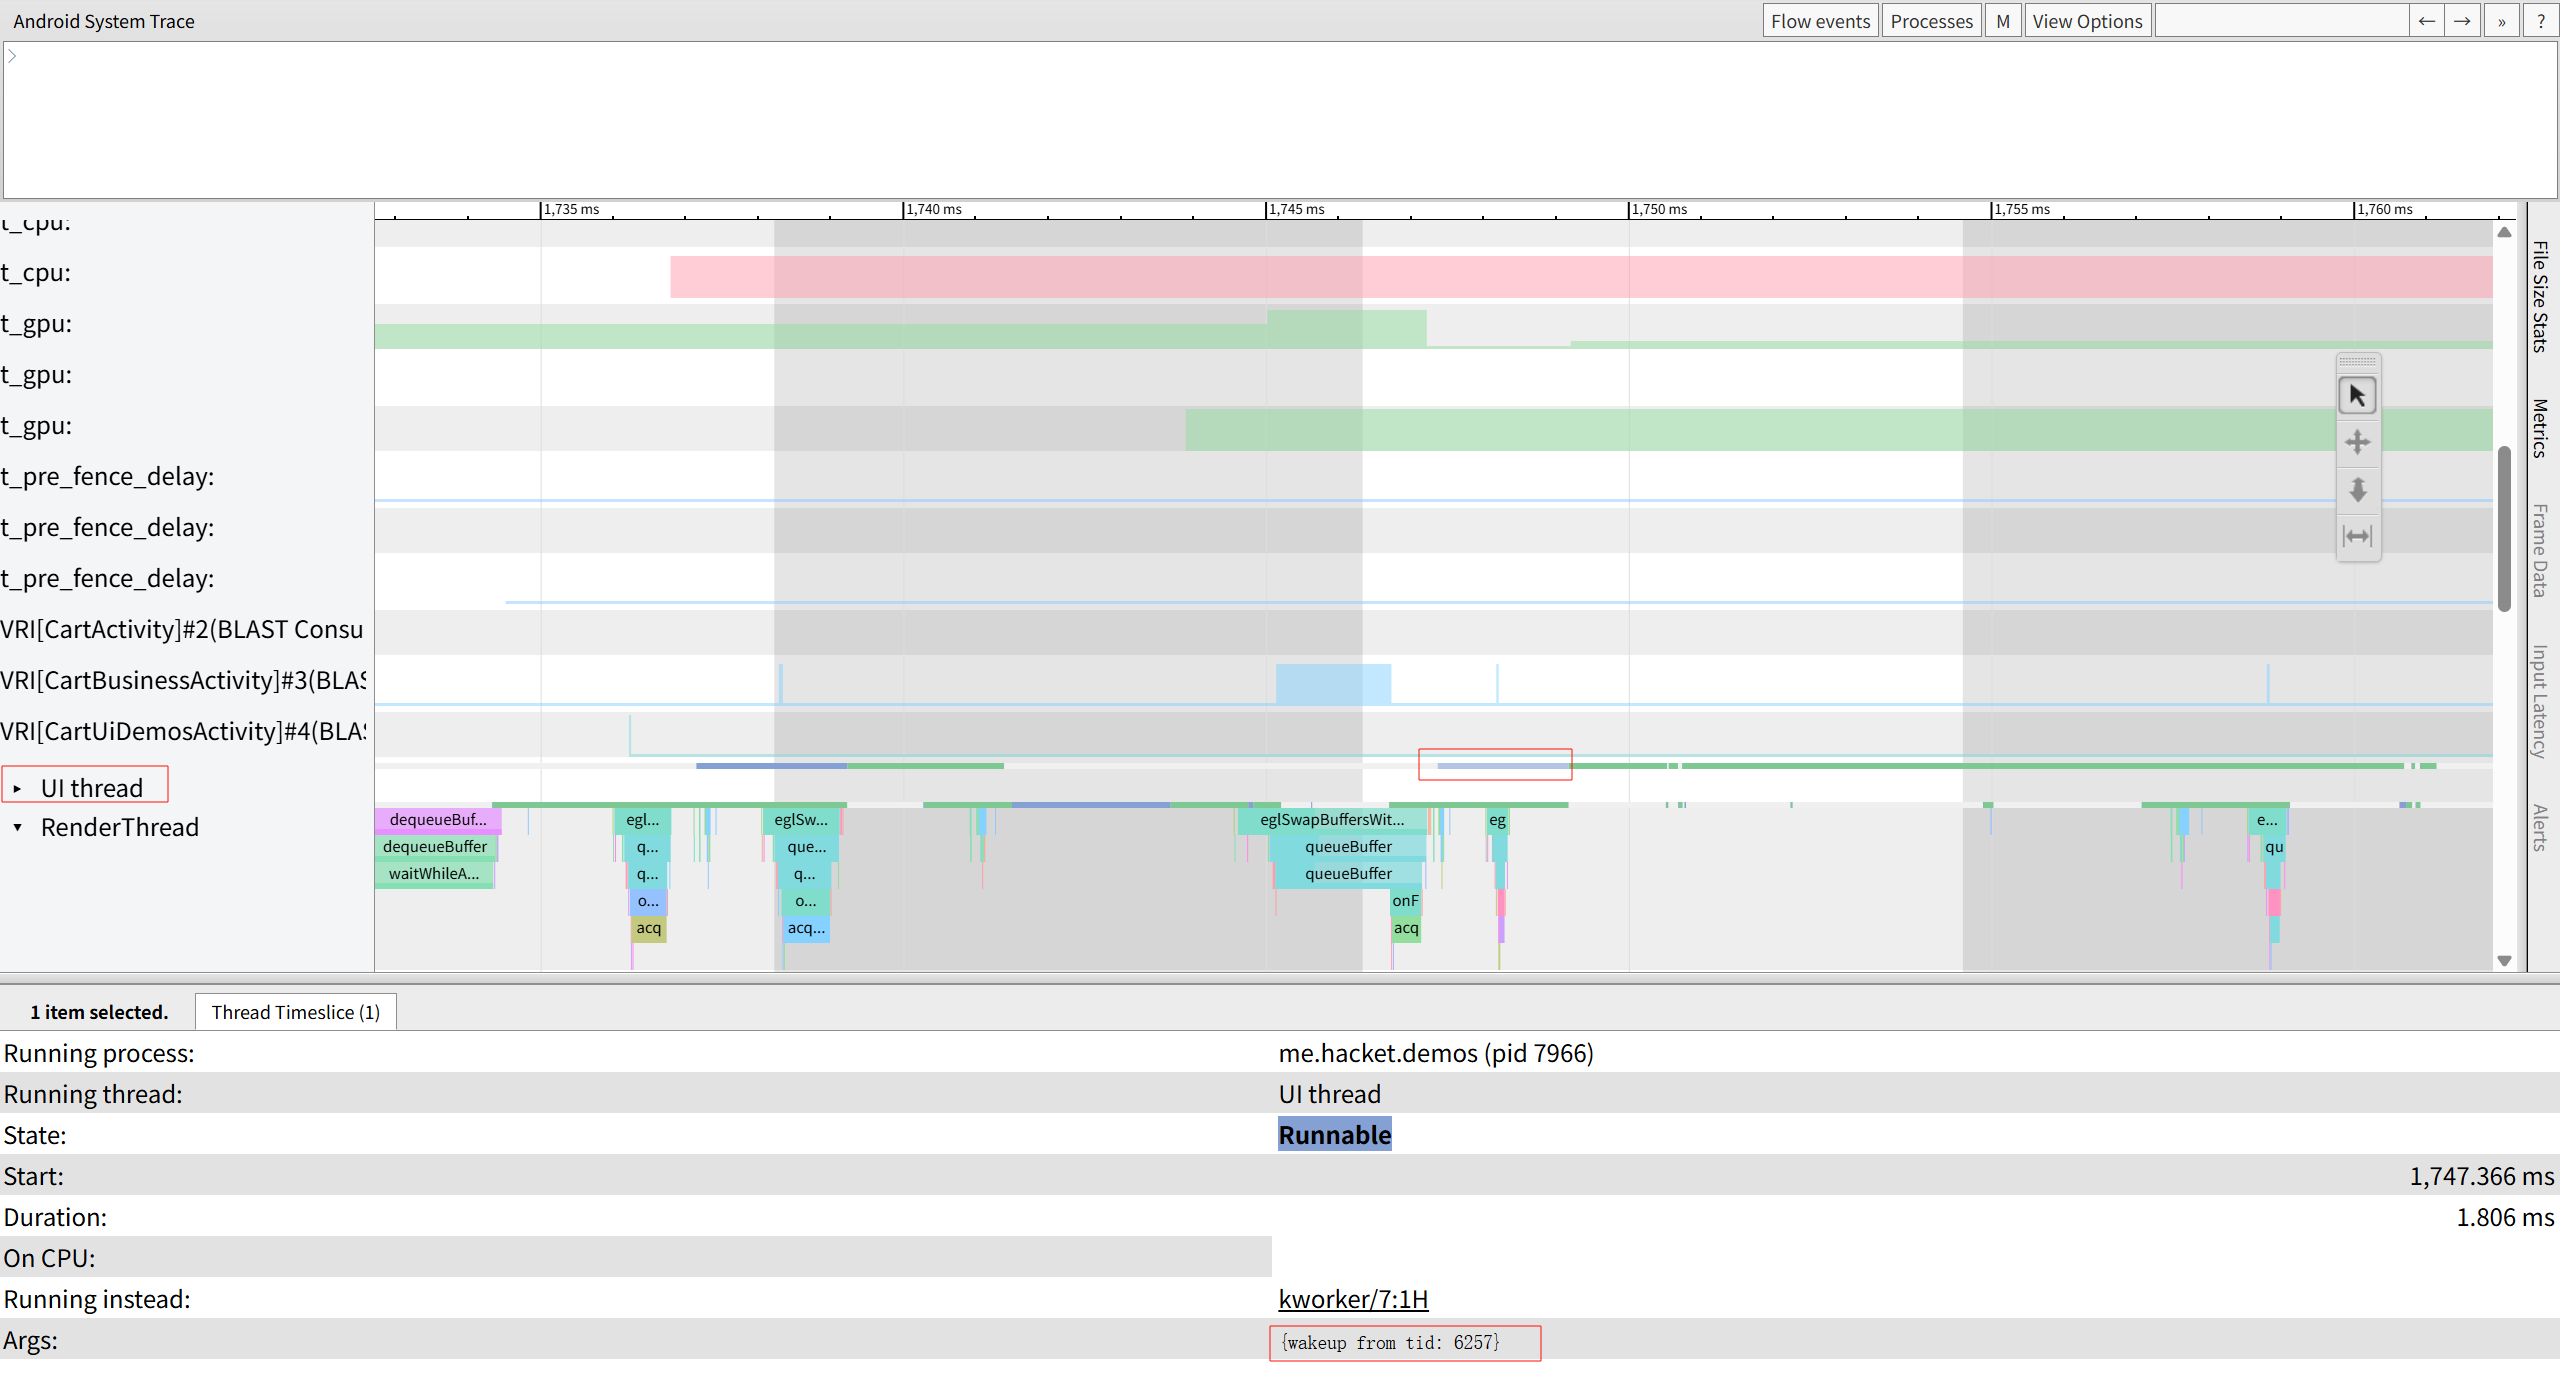 Android System Trace
Flow events Processes M View Options ← → » ?
1,735 ms 1,740 ms 1,745 ms 1,750 ms 1,755 ms 1,760 ms
t_cpu:
t_cpu:
t_gpu:
t_gpu:
t_gpu:
t_pre_fence_delay:
t_pre_fence_delay:
t_pre_fence_delay:
VRI[CartActivity]#2(BLAST Consu
VRI[CartBusinessActivity]#3(BLAS
VRI[CartUiDemosActivity]#4(BLAS
UI thread
RenderThread
dequeueBuf... egl... eglSw... eglSwapBuffersWit... eg e...
dequeueBuffer q... que... queueBuffer qu
waitWhileA... q... q... queueBuffer
o... o... onF
acq acq... acq
File Size Stats
Metrics
Frame Data
Input Latency
Alerts
1 item selected. Thread Timeslice (1)
Running process: me.hacket.demos (pid 7966)
Running thread: UI thread
State: Runnable
Start: 1,747.366 ms
Duration: 1.806 ms
On CPU:
Running instead: kworker/7:1H
Args: {wakeup from tid: 6257}